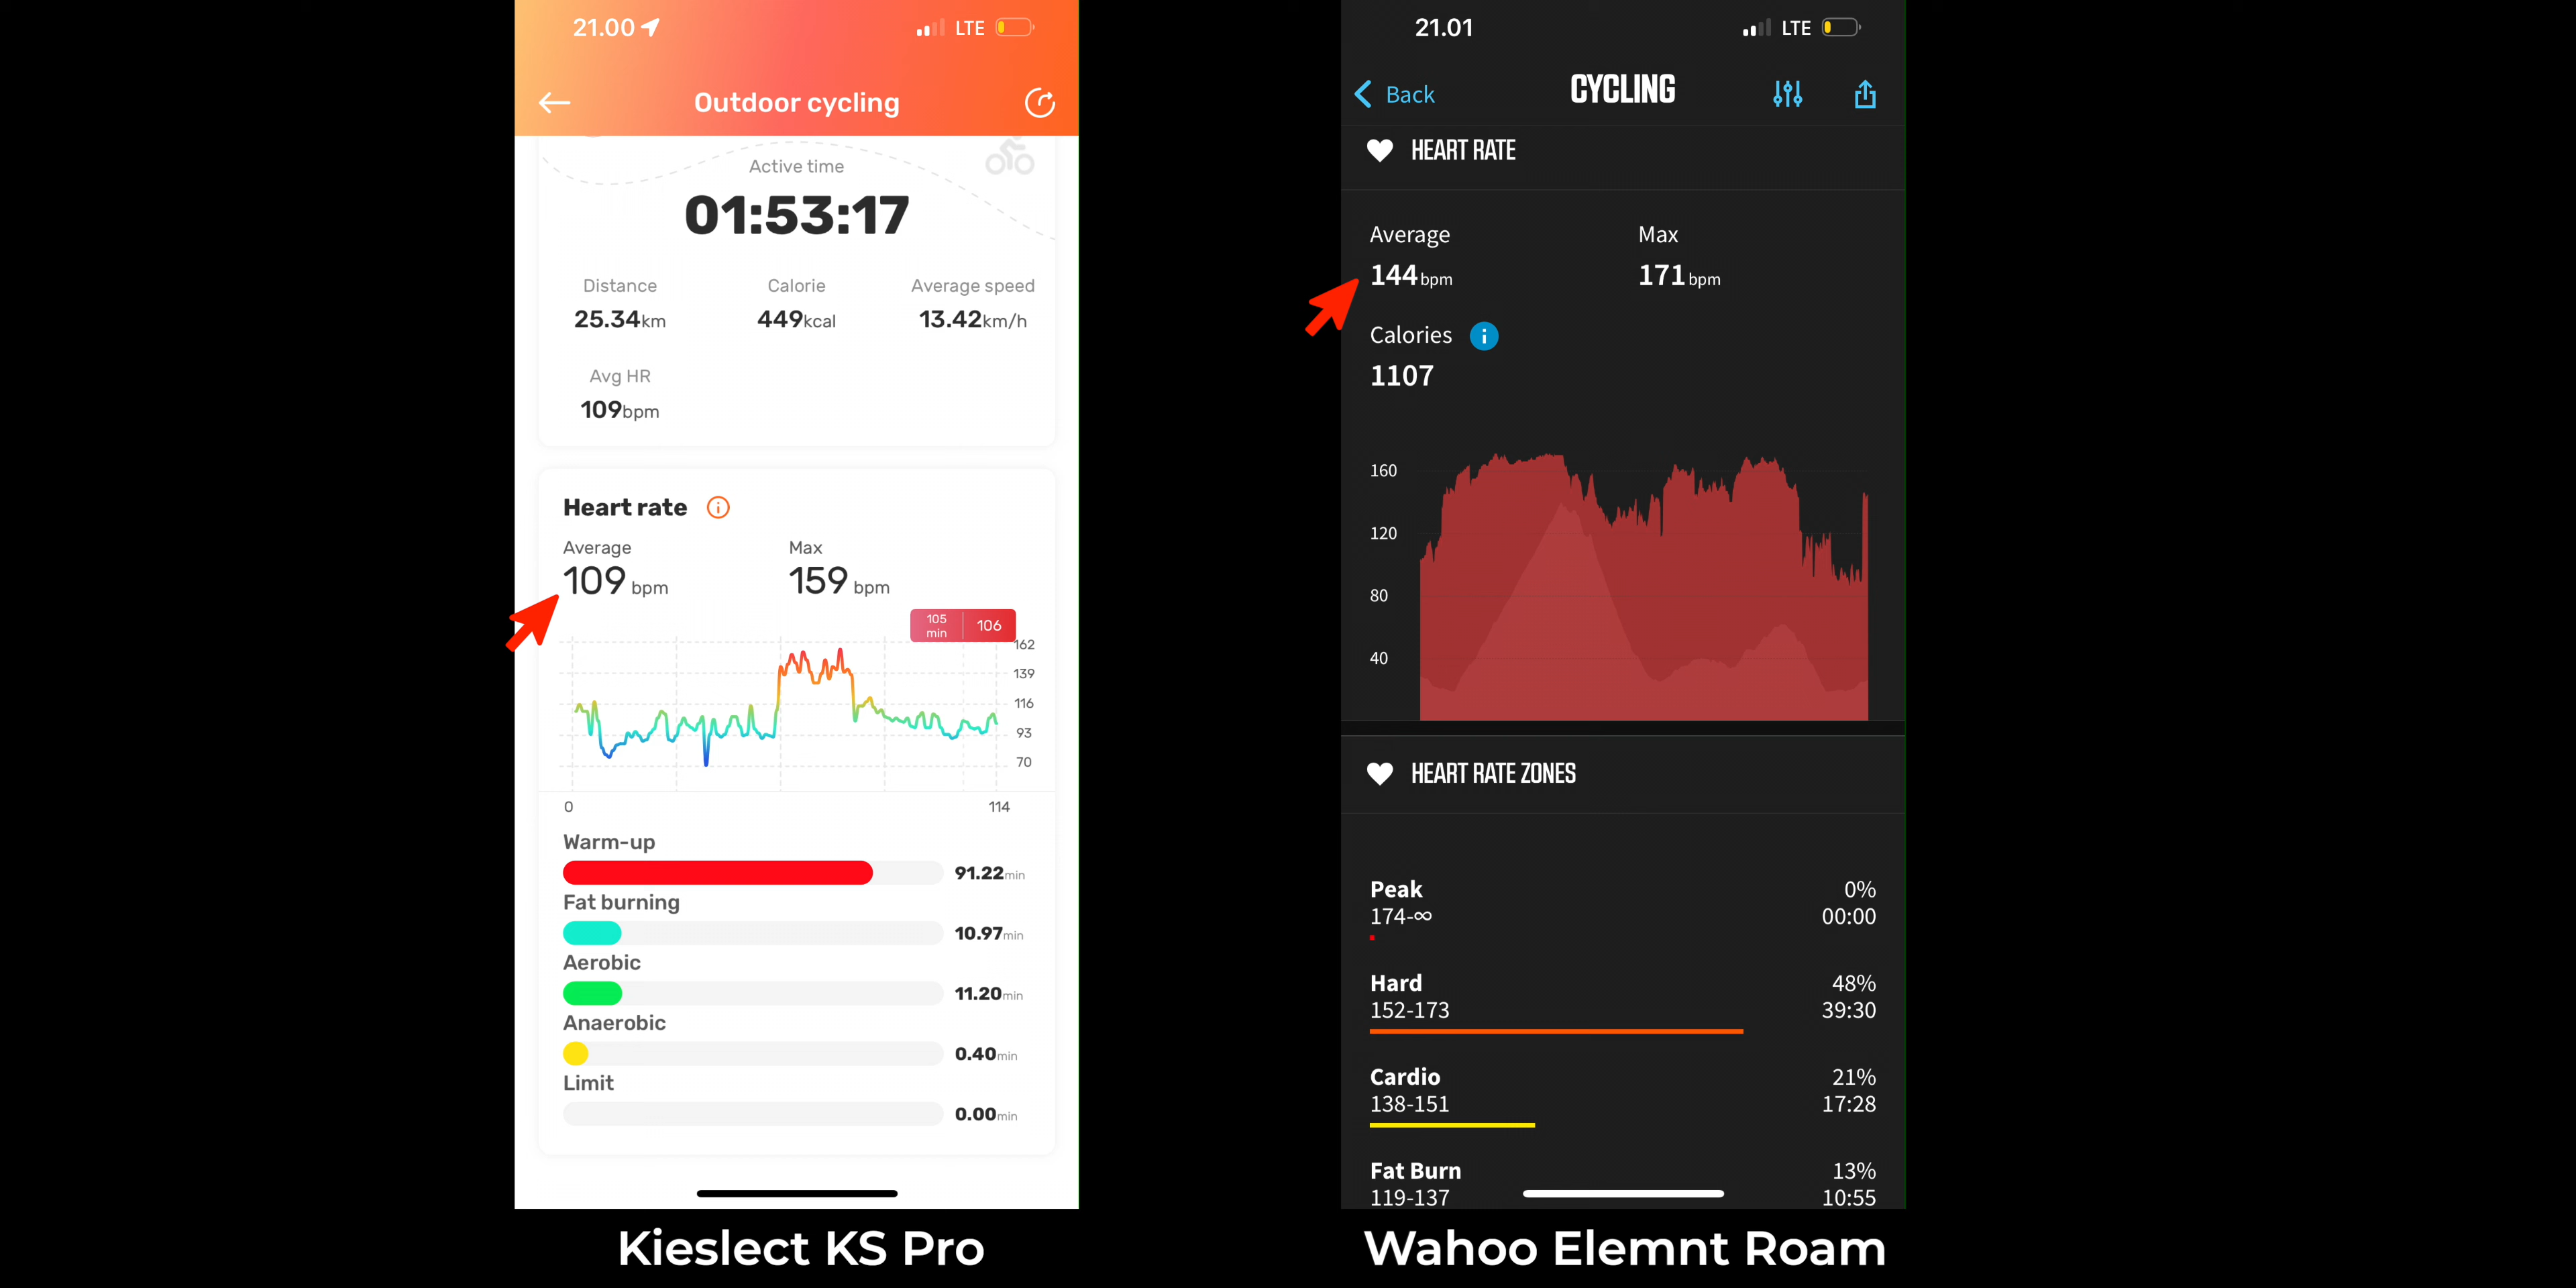 21.00
LTE
Outdoor cycling
Active time
01:53:17
Distance Calorie Average speed
25.34km 449kcal 13.42km/h
Avg HR
109bpm
Heart rate
Average Max
109 bpm 159 bpm
105 min 106
162
139
116
93
70
0 114
Warm-up
91.22min
Fat burning
10.97min
Aerobic
11.20min
Anaerobic
0.40min
Limit
0.00min
Kieslect KS Pro
21.01
LTE
Back CYCLING
HEART RATE
Average Max
144bpm 171bpm
Calories
1107
160
120
80
40
HEART RATE ZONES
Peak 0%
174-∞ 00:00
Hard 48%
152-173 39:30
Cardio 21%
138-151 17:28
Fat Burn 13%
119-137 10:55
Wahoo Elemnt Roam